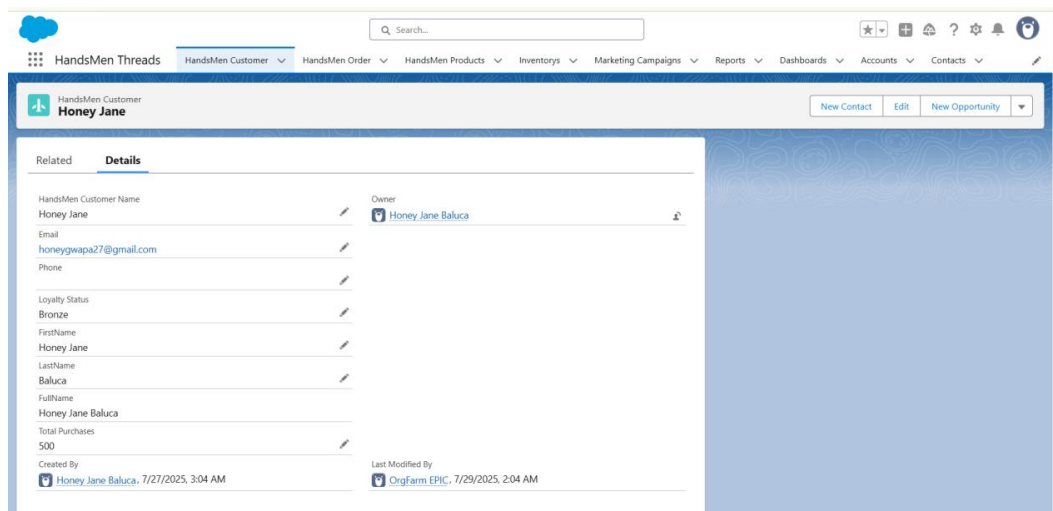 Search...
HandsMen Threads HandsMen Customer HandsMen Order HandsMen Products Inventorys Marketing Campaigns Reports Dashboards Accounts Contacts
HandsMen Customer
Honey Jane
New Contact Edit New Opportunity
Related Details
HandsMen Customer Name Owner
Honey Jane Honey Jane Baluca
Email
honeygwapa27@gmail.com
Phone
Loyalty Status
Bronze
FirstName
Honey Jane
LastName
Baluca
FullName
Honey Jane Baluca
Total Purchases
500
Created By Last Modified By
Honey Jane Baluca, 7/27/2025, 3:04 AM OrgFarm EPIC, 7/29/2025, 2:04 AM